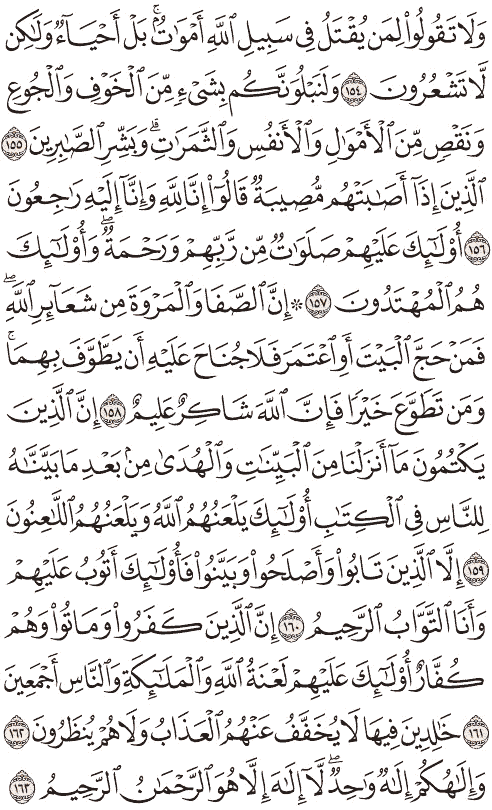 وَلَا تَقُولُوا۟ لِمَن يُقْتَلُ فِى سَبِيلِ ٱللَّهِ أَمْوَٰتٌۢ ۚ بَلْ أَحْيَآءٌ وَلَٰكِن
لَّا تَشْعُرُونَ ١٥٤ وَلَنَبْلُوَنَّكُم بِشَىْءٍ مِّنَ ٱلْخَوْفِ وَٱلْجُوعِ
وَنَقْصٍ مِّنَ ٱلْأَمْوَٰلِ وَٱلْأَنفُسِ وَٱلثَّمَرَٰتِ ۗ وَبَشِّرِ ٱلصَّٰبِرِينَ ١٥٥
ٱلَّذِينَ إِذَآ أَصَٰبَتْهُم مُّصِيبَةٌ قَالُوٓا۟ إِنَّا لِلَّهِ وَإِنَّآ إِلَيْهِ رَٰجِعُونَ
١٥٦ أُو۟لَٰٓئِكَ عَلَيْهِمْ صَلَوَٰتٌ مِّن رَّبِّهِمْ وَرَحْمَةٌ ۖ وَأُو۟لَٰٓئِكَ
هُمُ ٱلْمُهْتَدُونَ ١٥٧ ۞ إِنَّ ٱلصَّفَا وَٱلْمَرْوَةَ مِن شَعَآئِرِ ٱللَّهِ ۖ
فَمَنْ حَجَّ ٱلْبَيْتَ أَوِ ٱعْتَمَرَ فَلَا جُنَاحَ عَلَيْهِ أَن يَطَّوَّفَ بِهِمَا ۚ
وَمَن تَطَوَّعَ خَيْرًا فَإِنَّ ٱللَّهَ شَاكِرٌ عَلِيمٌ ١٥٨ إِنَّ ٱلَّذِينَ
يَكْتُمُونَ مَآ أَنزَلْنَا مِنَ ٱلْبَيِّنَٰتِ وَٱلْهُدَىٰ مِنۢ بَعْدِ مَا بَيَّنَّٰهُ
لِلنَّاسِ فِى ٱلْكِتَٰبِ أُو۟لَٰٓئِكَ يَلْعَنُهُمُ ٱللَّهُ وَيَلْعَنُهُمُ ٱللَّٰعِنُونَ
١٥٩ إِلَّا ٱلَّذِينَ تَابُوا۟ وَأَصْلَحُوا۟ وَبَيَّنُوا۟ فَأُو۟لَٰٓئِكَ أَتُوبُ عَلَيْهِمْ
وَأَنَا ٱلتَّوَّابُ ٱلرَّحِيمُ ١٦٠ إِنَّ ٱلَّذِينَ كَفَرُوا۟ وَمَاتُوا۟ وَهُمْ
كُفَّارٌ أُو۟لَٰٓئِكَ عَلَيْهِمْ لَعْنَةُ ٱللَّهِ وَٱلْمَلَٰٓئِكَةِ وَٱلنَّاسِ أَجْمَعِينَ
١٦١ خَٰلِدِينَ فِيهَا لَا يُخَفَّفُ عَنْهُمُ ٱلْعَذَابُ وَلَا هُمْ يُنظَرُونَ ١٦٢
وَإِلَٰهُكُمْ إِلَٰهٌ وَٰحِدٌ ۖ لَّآ إِلَٰهَ إِلَّا هُوَ ٱلرَّحْمَٰنُ ٱلرَّحِيمُ ١٦٣